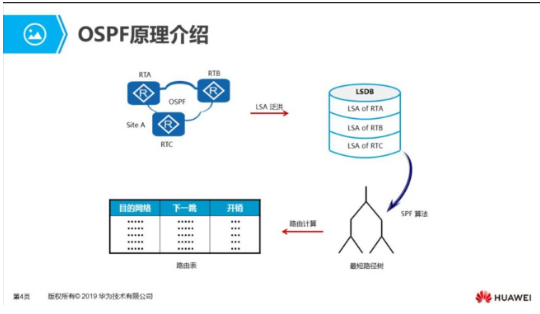 OSPF原理介绍
RTA
RTB
OSPF
Site A
RTC
LSA 泛洪
LSDB
LSA of RTA
LSA of RTB
LSA of RTC
SPF 算法
最短路径树
路由计算
目的网络 下一跳 开销
••••• ••••• •••
••••• ••••• •••
••••• ••••• •••
••••• ••••• •••
••••• ••••• •••
路由表
第4页 版权所有© 2019 华为技术有限公司
HUAWEI